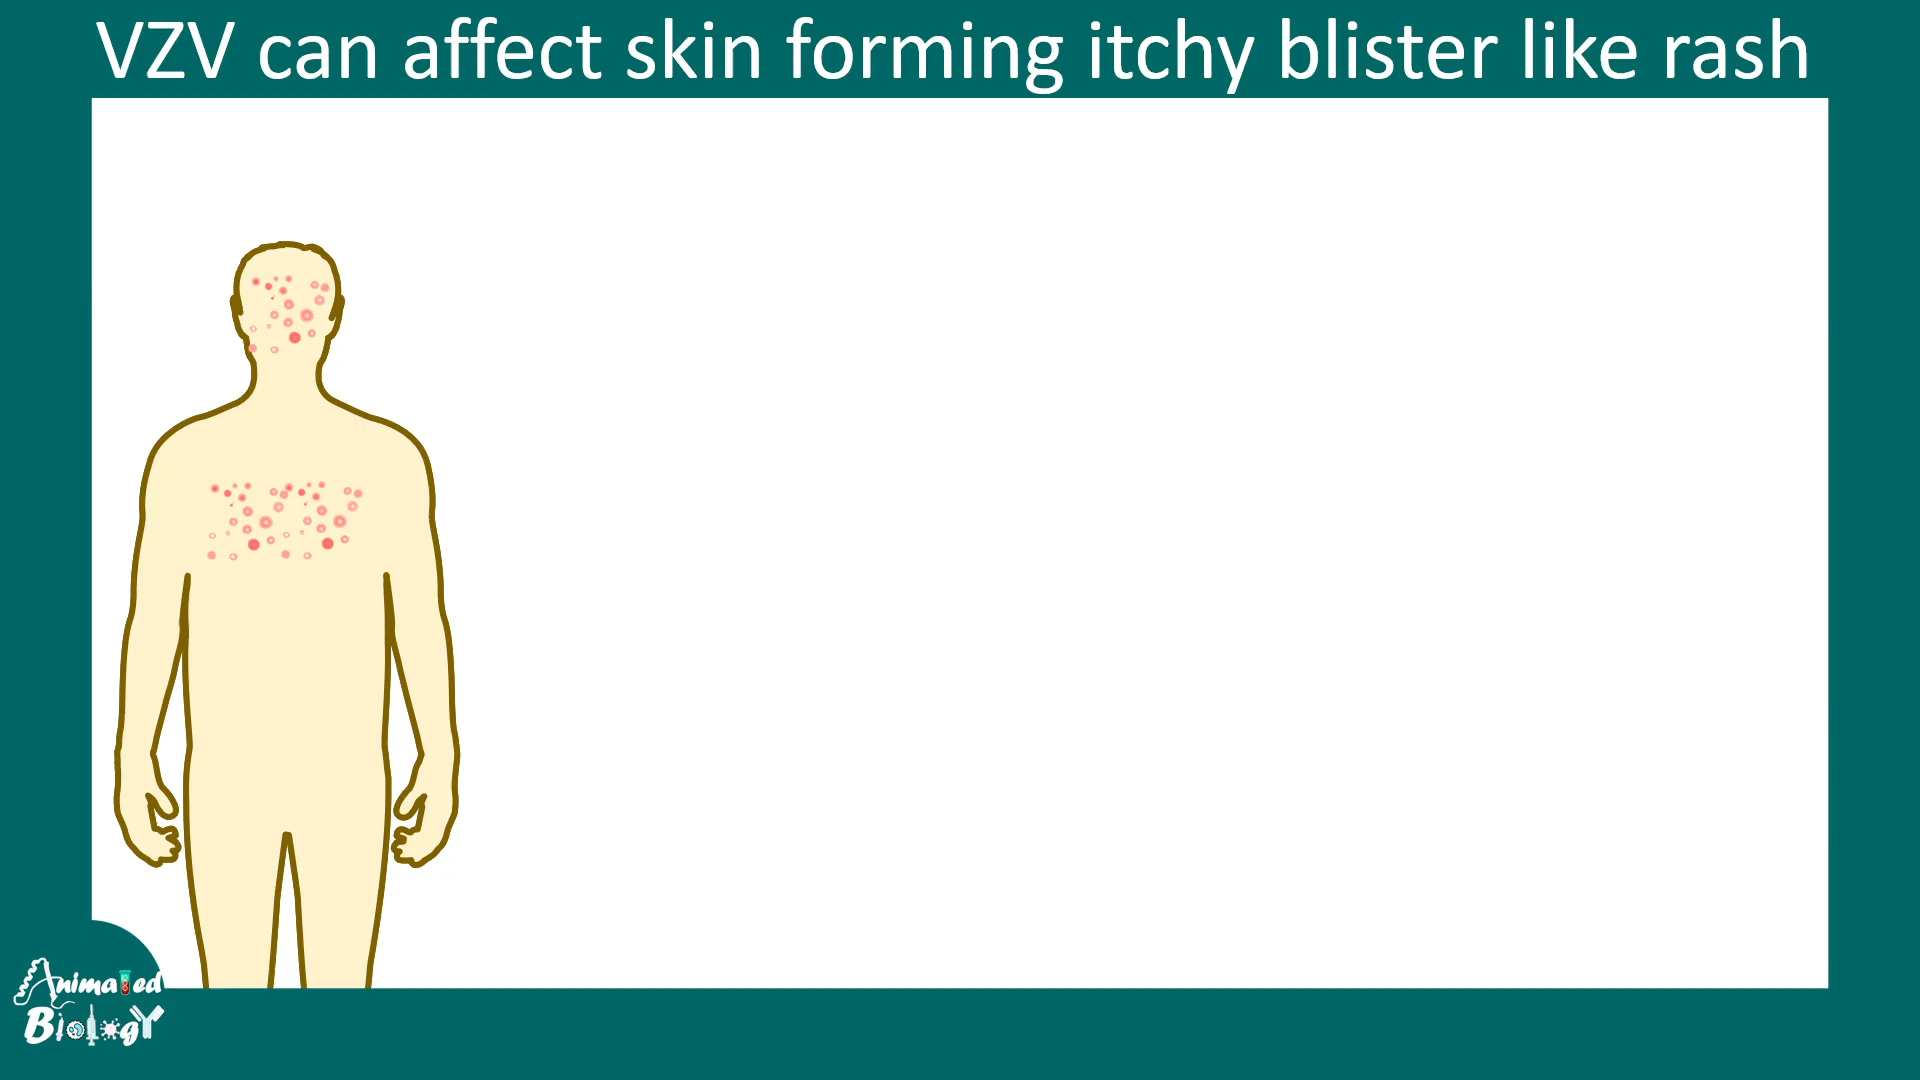 VZV can affect skin forming itchy blister like rash
Animated
Biology